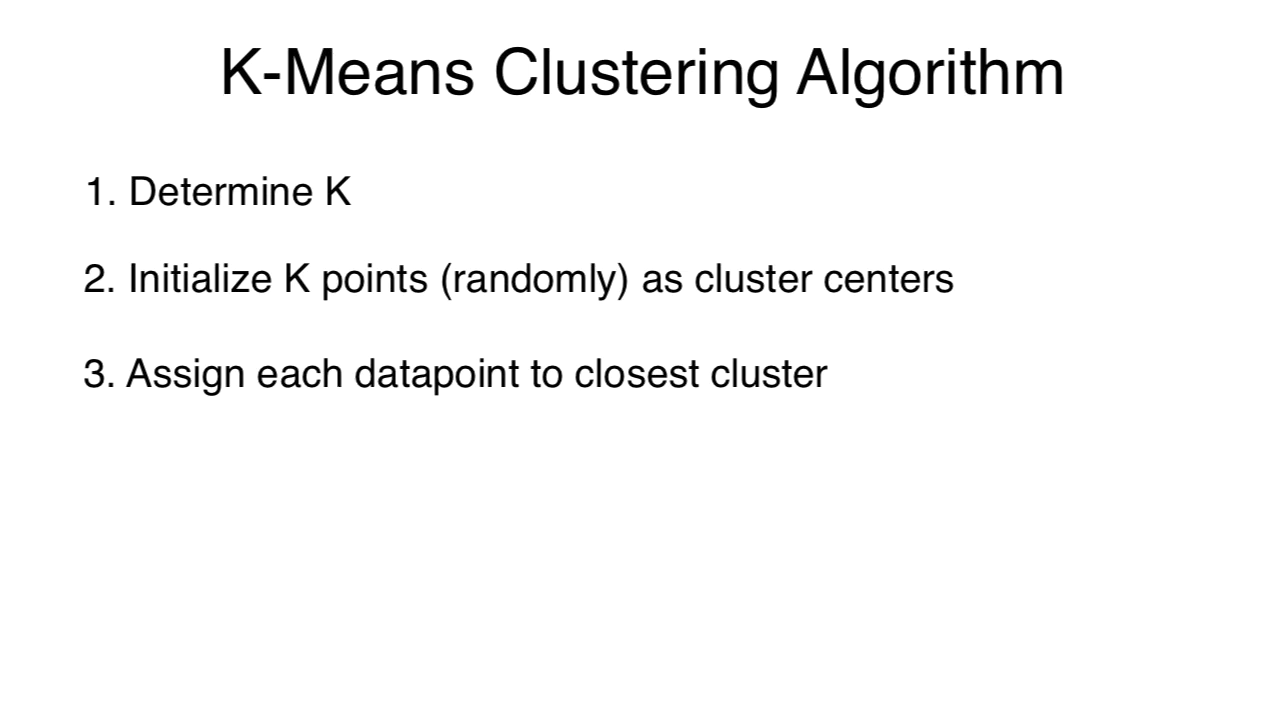 K-Means Clustering Algorithm
1. Determine K
2. Initialize K points (randomly) as cluster centers
3. Assign each datapoint to closest cluster